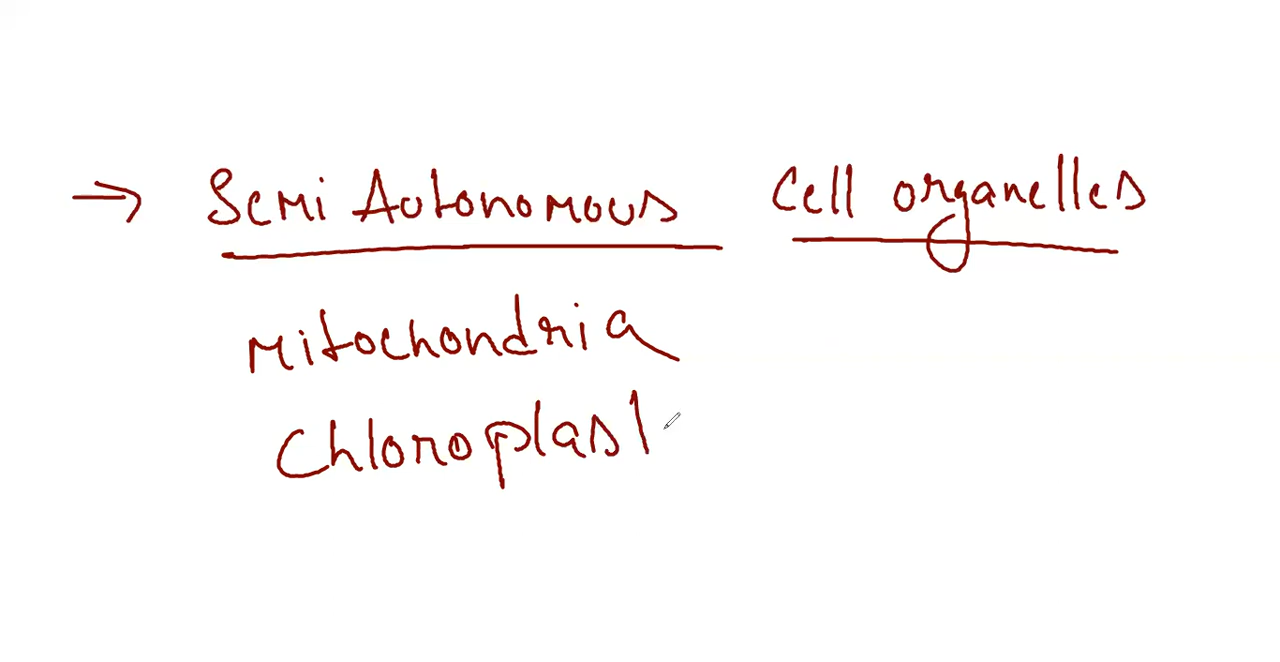 → Semi Autonomous Cell organelles
Mitochondria
Chloroplast